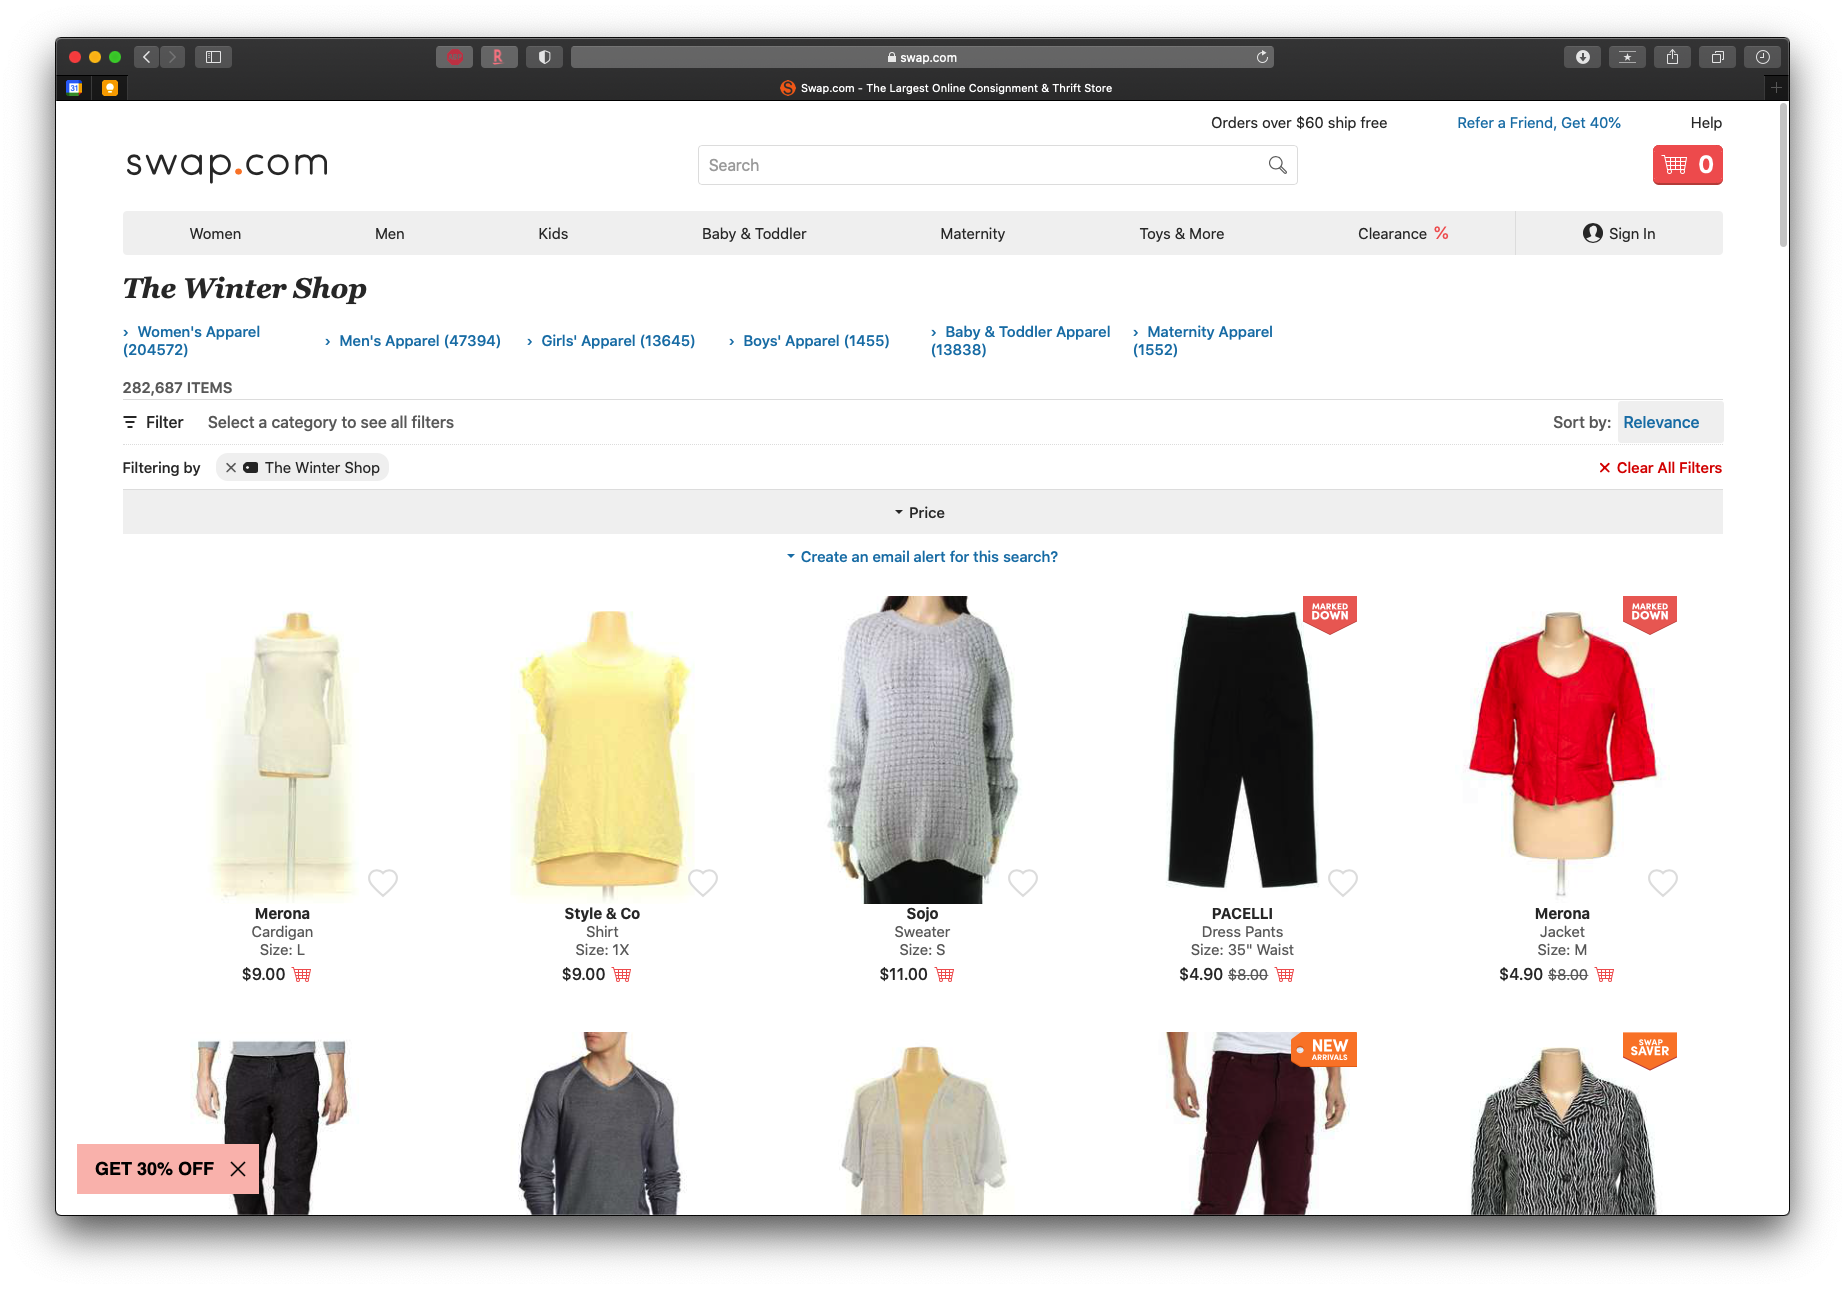 swap.com
31
Swap.com - The Largest Online Consignment & Thrift Store
Orders over $60 ship free
Refer a Friend, Get 40%
Help
swap.com
Search
0
Women
Men
Kids
Baby & Toddler
Maternity
Toys & More
Clearance %
Sign In
The Winter Shop
› Women's Apparel
(204572)
› Men's Apparel (47394)
› Girls' Apparel (13645)
› Boys' Apparel (1455)
› Baby & Toddler Apparel
(13838)
› Maternity Apparel
(1552)
282,687 ITEMS
Filter
Select a category to see all filters
Sort by: Relevance
Filtering by
The Winter Shop
Clear All Filters
Price
Create an email alert for this search?
MARKED
DOWN
MARKED
DOWN
Merona
Cardigan
Size: L
$9.00
Style & Co
Shirt
Size: 1X
$9.00
Sojo
Sweater
Size: S
$11.00
PACELLI
Dress Pants
Size: 35" Waist
$4.90 $8.00
Merona
Jacket
Size: M
$4.90 $8.00
NEW
ARRIVALS
SWAP
SAVER
GET 30% OFF